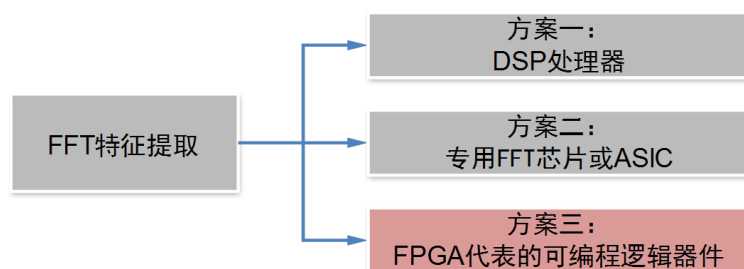 FFT特征提取
方案一：
DSP处理器
方案二：
专用FFT芯片或ASIC
方案三：
FPGA代表的可编程逻辑器件